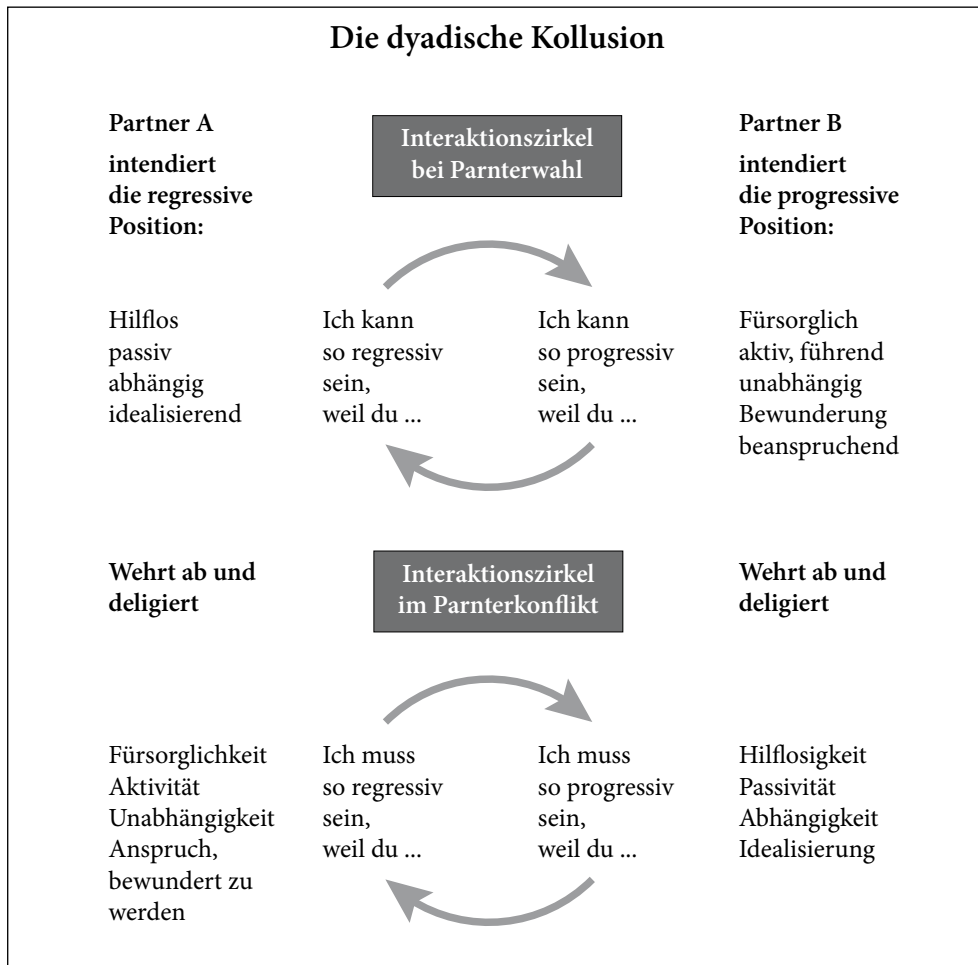 Die dyadische Kollusion
Partner A
intendiert
die regressive
Position:
Interaktionszirkel
bei Parnterwahl
Partner B
intendiert
die progressive
Position:
Hilflos
passiv
abhängig
idealisierend
Ich kann
so regressiv
sein,
weil du ...
Ich kann
so progressiv
sein,
weil du ...
Fürsorglich
aktiv, führend
unabhängig
Bewunderung
beanspruchend
Wehrt ab und
deligiert
Interaktionszirkel
im Parnterkonflikt
Wehrt ab und
deligiert
Fürsorglichkeit
Aktivität
Unabhängigkeit
Anspruch,
bewundert zu
werden
Ich muss
so regressiv
sein,
weil du ...
Ich muss
so progressiv
sein,
weil du ...
Hilflosigkeit
Passivität
Abhängigkeit
Idealisierung